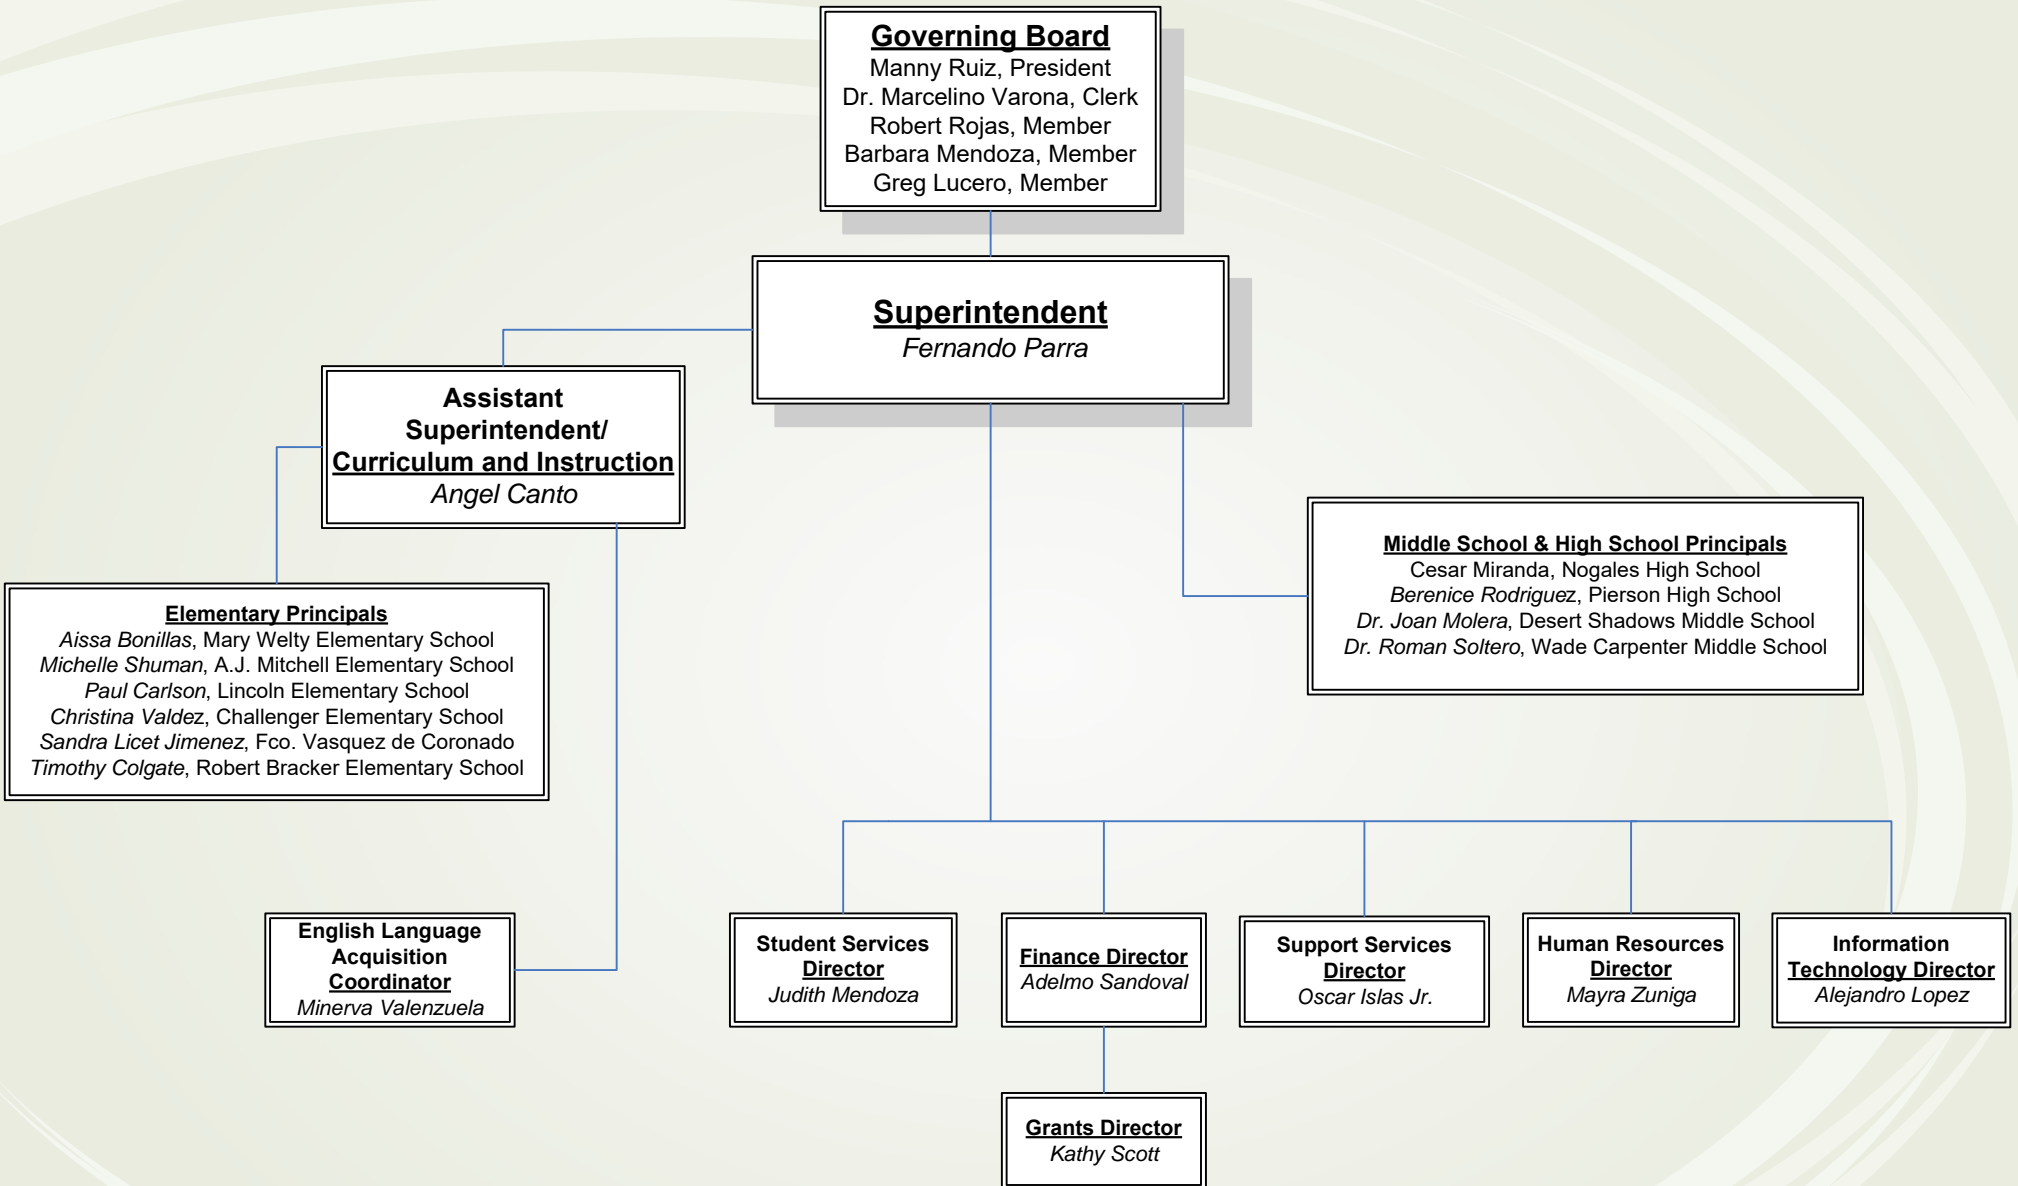 Governing Board
Manny Ruiz, President
Dr. Marcelino Varona, Clerk
Robert Rojas, Member
Barbara Mendoza, Member
Greg Lucero, Member
Superintendent
Fernando Parra
Assistant
Superintendent/
Curriculum and Instruction
Angel Canto
Middle School & High School Principals
Cesar Miranda, Nogales High School
Berenice Rodriguez, Pierson High School
Dr. Joan Molera, Desert Shadows Middle School
Dr. Roman Soltero, Wade Carpenter Middle School
Elementary Principals
Aissa Bonillas, Mary Welty Elementary School
Michelle Shuman, A.J. Mitchell Elementary School
Paul Carlson, Lincoln Elementary School
Christina Valdez, Challenger Elementary School
Sandra Licet Jimenez, Fco. Vasquez de Coronado
Timothy Colgate, Robert Bracker Elementary School
English Language
Acquisition
Coordinator
Minerva Valenzuela
Student Services
Director
Judith Mendoza
Finance Director
Adelmo Sandoval
Support Services
Director
Oscar Islas Jr.
Human Resources
Director
Mayra Zuniga
Information
Technology Director
Alejandro Lopez
Grants Director
Kathy Scott